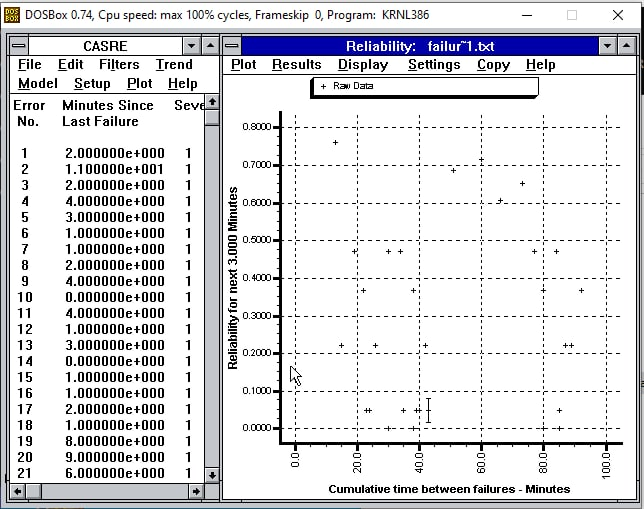 DOSBox 0.74, Cpu speed: max 100% cycles, Frameskip 0, Program: KRNL386
CASRE
File Edit Filters Trend
Model Setup Plot Help
Error Minutes Since Seve
No. Last Failure
1 2.000000e+000 1
2 1.100000e+001 1
3 2.000000e+000 1
4 4.000000e+000 1
5 3.000000e+000 1
6 1.000000e+000 1
7 1.000000e+000 1
8 2.000000e+000 1
9 4.000000e+000 1
10 0.000000e+000 1
11 4.000000e+000 1
12 1.000000e+000 1
13 3.000000e+000 1
14 0.000000e+000 1
15 1.000000e+000 1
16 1.000000e+000 1
17 2.000000e+000 1
18 1.000000e+000 1
19 8.000000e+000 1
20 9.000000e+000 1
21 6.000000e+000 1
Reliability: failur~1.txt
Plot Results Display Settings Copy Help
Raw Data
Reliability for next 3.000 Minutes
0.8000
0.7000
0.6000
0.5000
0.4000
0.3000
0.2000
0.1000
0.0000
0.0 20.0 40.0 60.0 80.0 100.0
Cumulative time between failures - Minutes